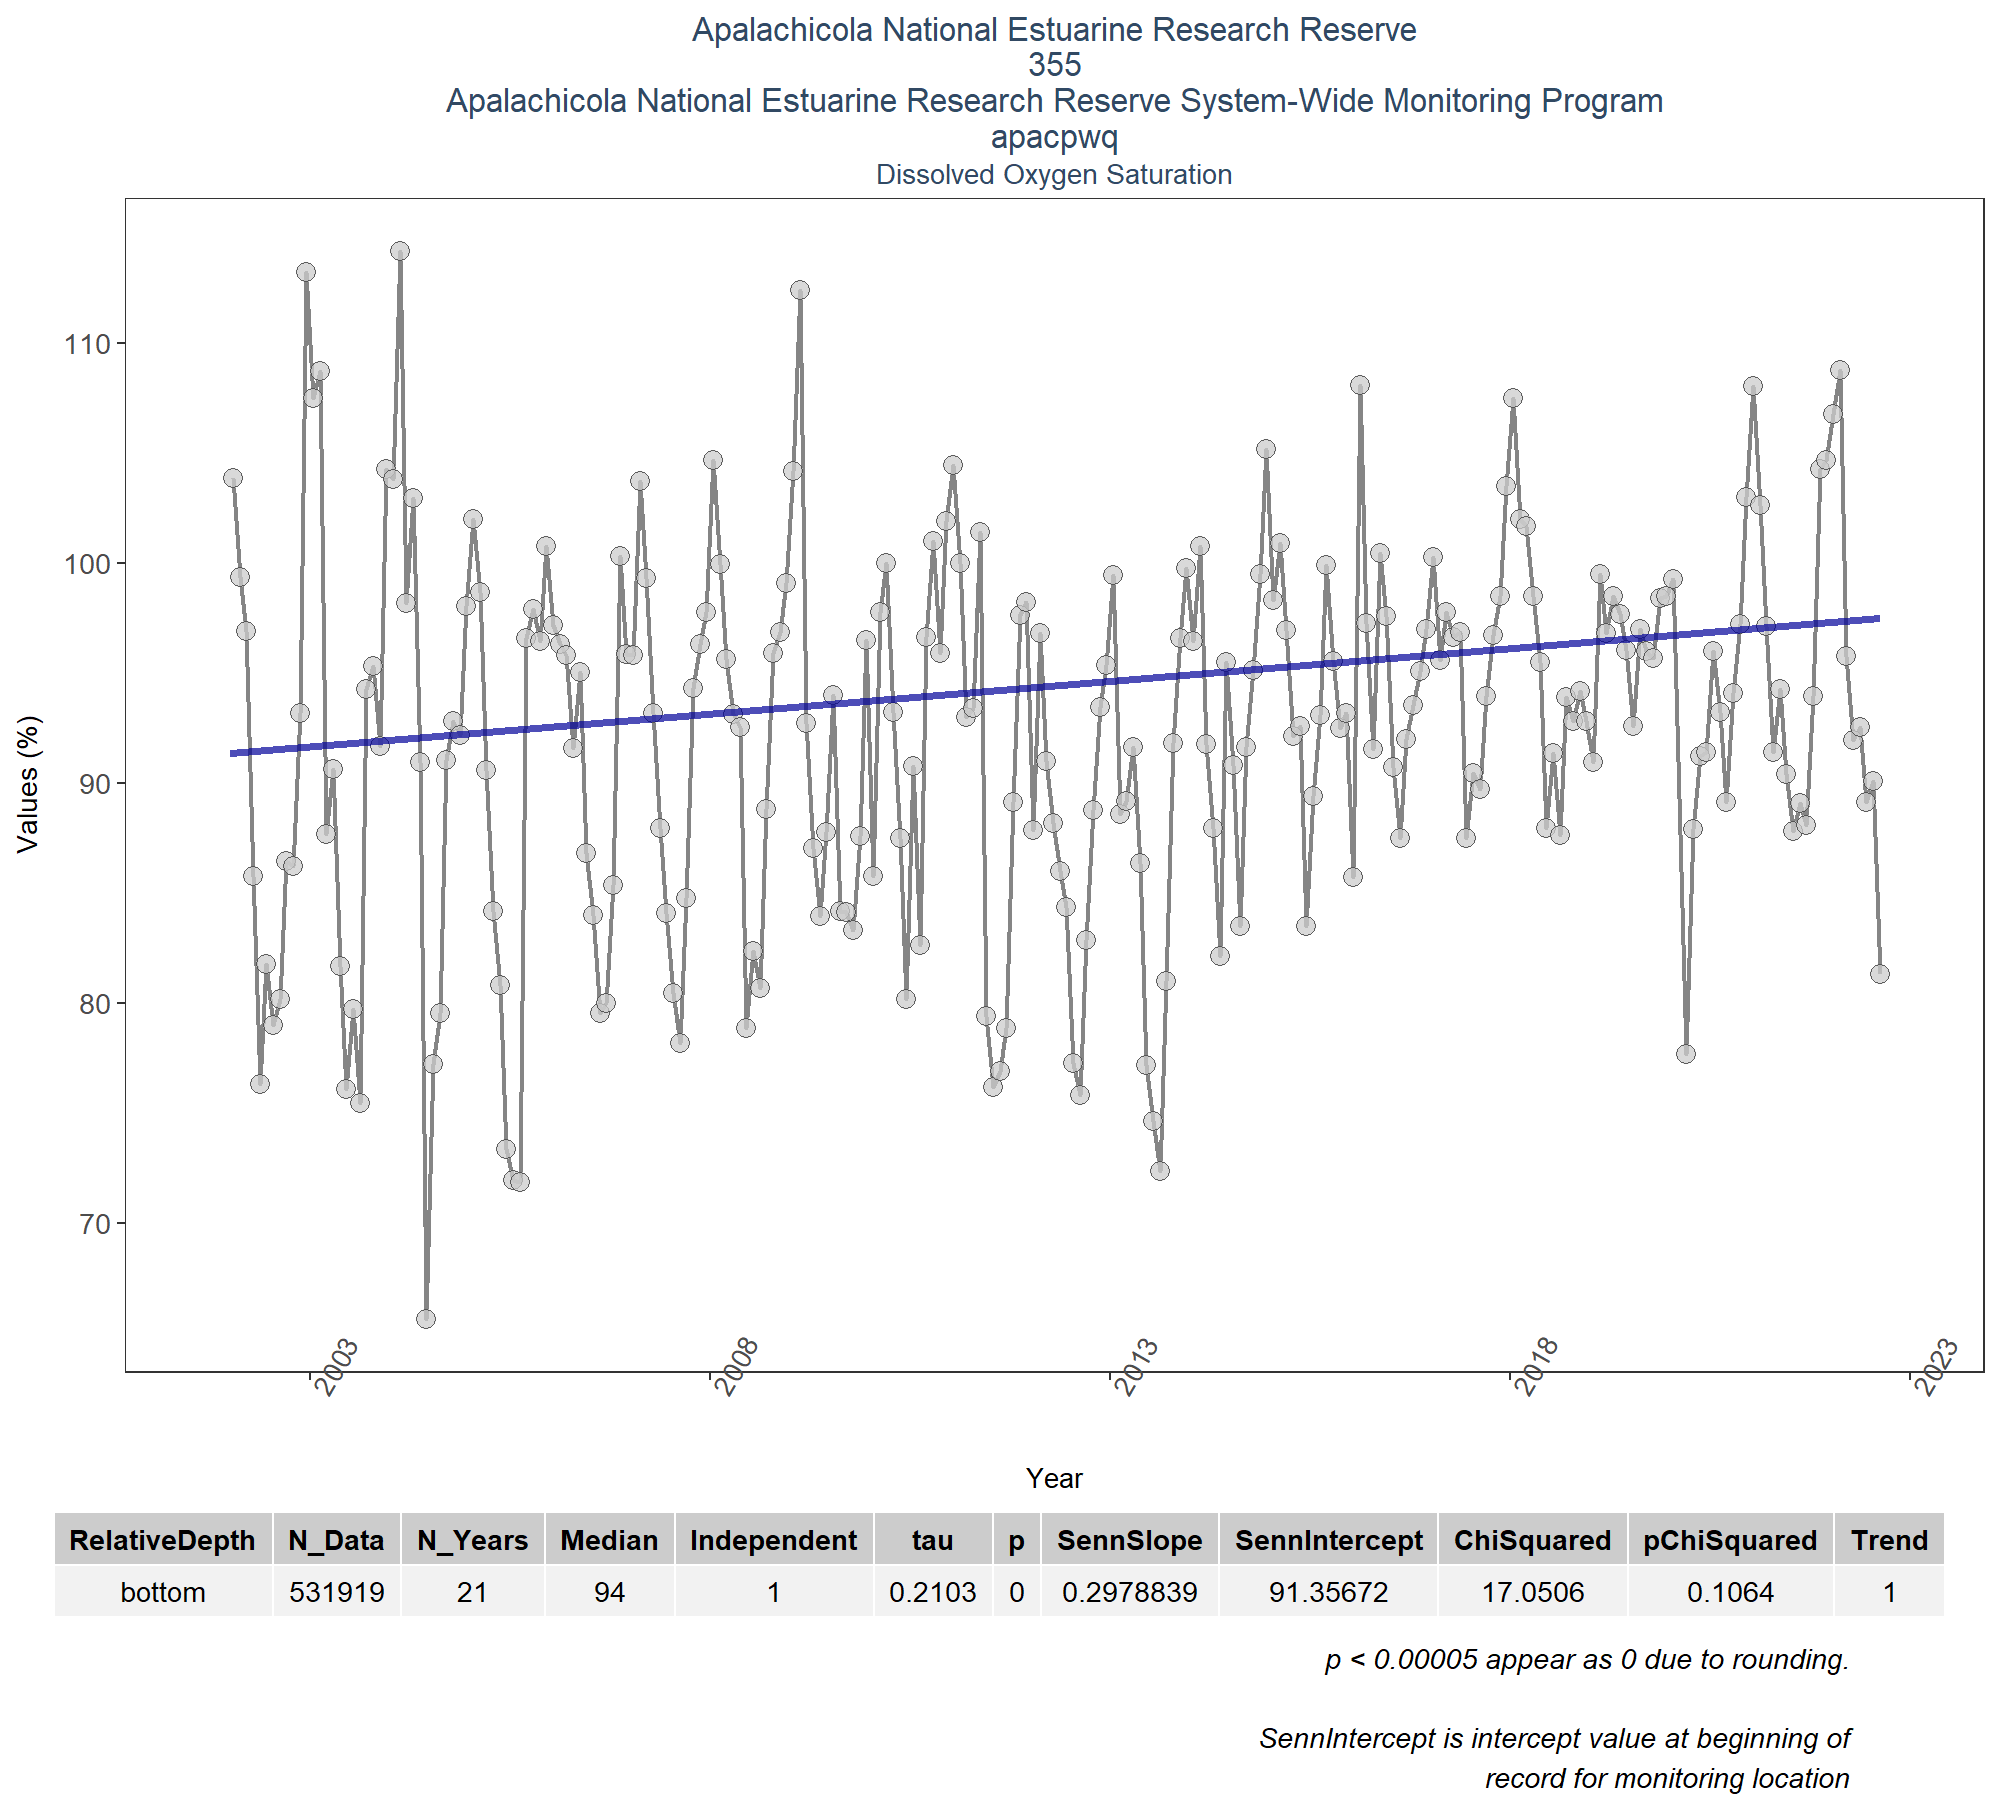 Apalachicola National Estuarine Research Reserve
355
Apalachicola National Estuarine Research Reserve System-Wide Monitoring Program
apacpwq
Dissolved Oxygen Saturation
Values (%)
110
100
90
80
70
2003
2008
2013
2018
2023
Year
RelativeDepth N_Data N_Years Median Independent tau p SennSlope SennIntercept ChiSquared pChiSquared Trend
bottom 531919 21 94 1 0.2103 0 0.2978839 91.35672 17.0506 0.1064 1
p < 0.00005 appear as 0 due to rounding.
SennIntercept is intercept value at beginning of
record for monitoring location